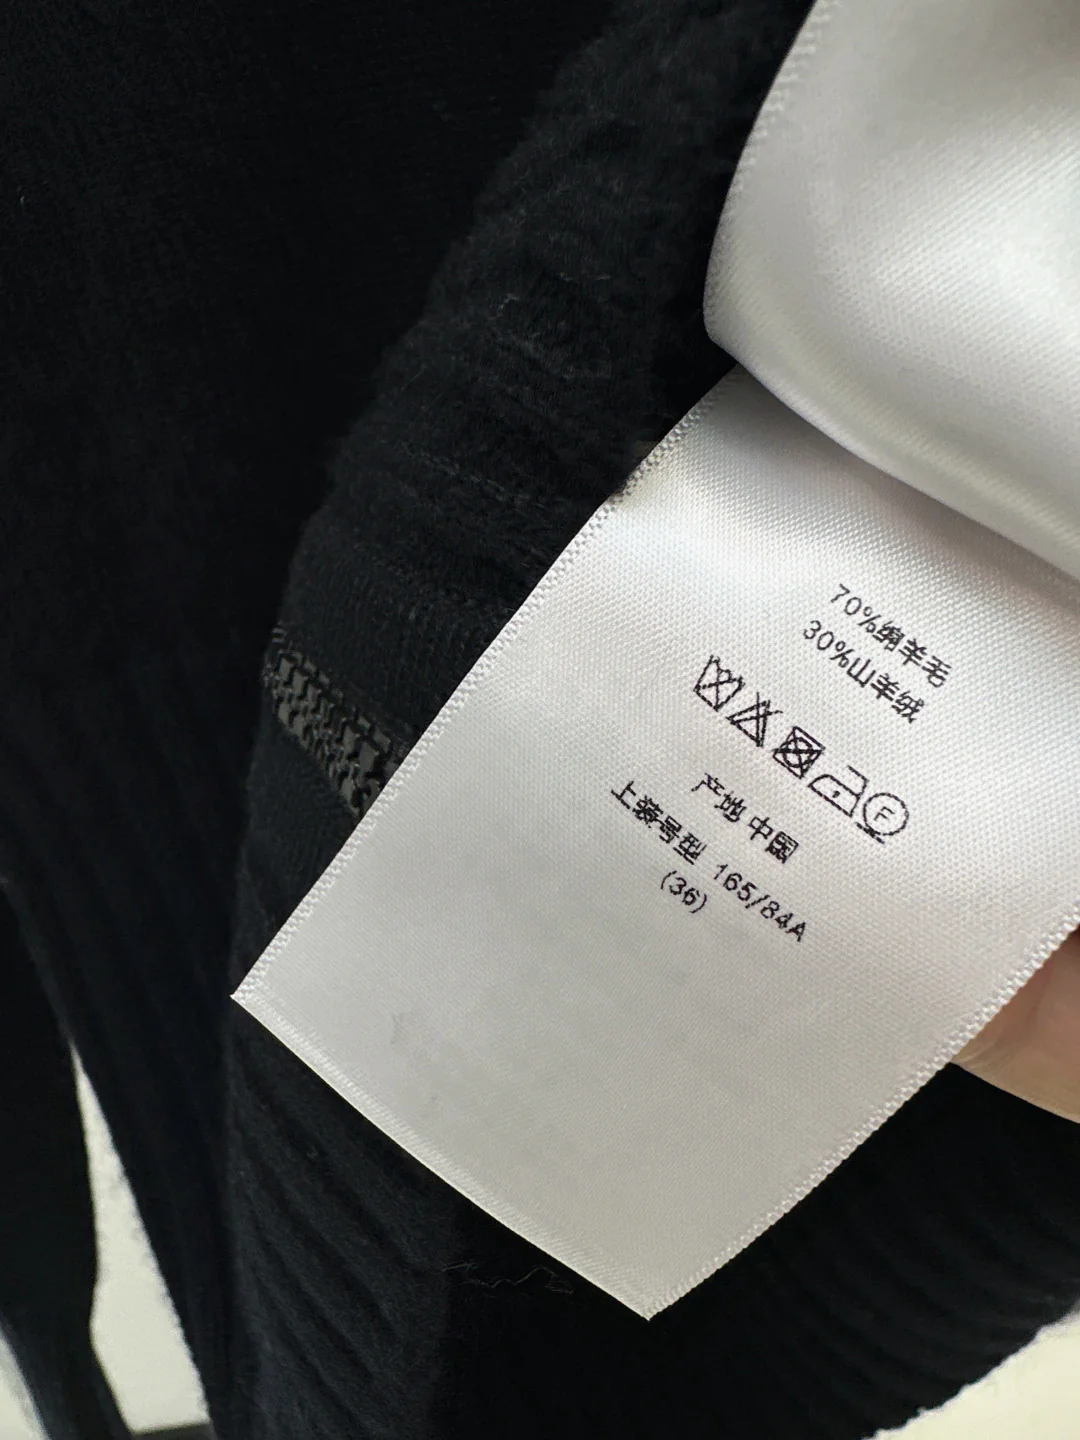 70%绵羊毛
30%山羊绒
F
产地 中国
上装号型 165/84A
(36)